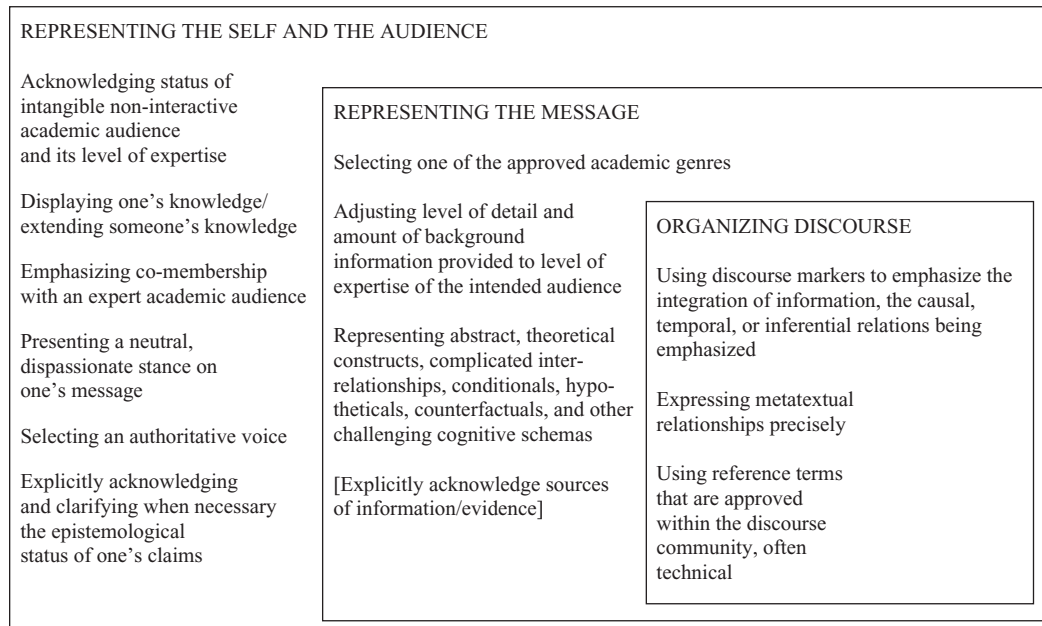 REPRESENTING THE SELF AND THE AUDIENCE
Acknowledging status of
intangible non-interactive
academic audience
and its level of expertise
Displaying one’s knowledge/
extending someone’s knowledge
Emphasizing co-membership
with an expert academic audience
Presenting a neutral,
dispassionate stance on
one’s message
Selecting an authoritative voice
Explicitly acknowledging
and clarifying when necessary
the epistemological
status of one’s claims
REPRESENTING THE MESSAGE
Selecting one of the approved academic genres
Adjusting level of detail and
amount of background
information provided to level of
expertise of the intended audience
Representing abstract, theoretical
constructs, complicated inter-
relationships, conditionals, hypo-
theticals, counterfactuals, and other
challenging cognitive schemas
[Explicitly acknowledge sources
of information/evidence]
ORGANIZING DISCOURSE
Using discourse markers to emphasize the
integration of information, the causal,
temporal, or inferential relations being
emphasized
Expressing metatextual
relationships precisely
Using reference terms
that are approved
within the discourse
community, often
technical